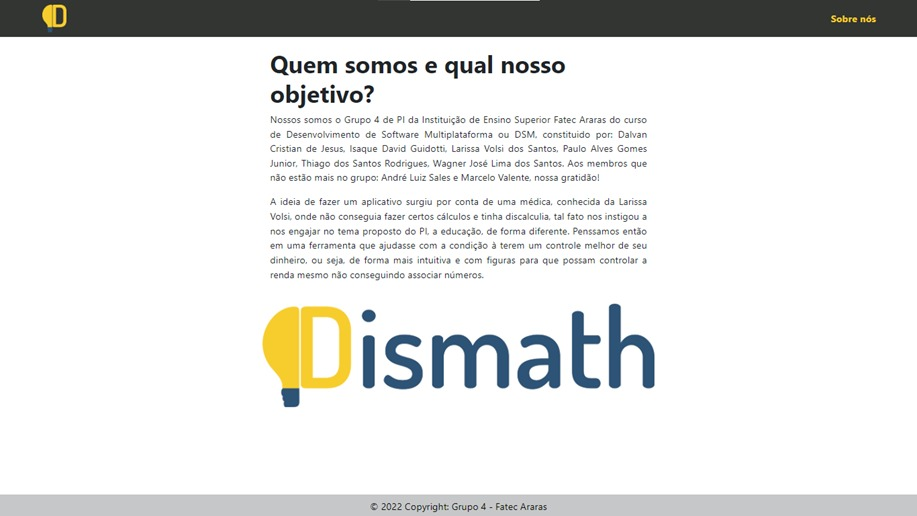 D
Sobre nós
Quem somos e qual nosso
objetivo?
Nossos somos o Grupo 4 de PI da Instituição de Ensino Superior Fatec Araras do curso
de Desenvolvimento de Software Multiplataforma ou DSM, constituido por: Dalvan
Cristian de Jesus, Isaque David Guidotti, Larissa Volsi dos Santos, Paulo Alves Gomes
Junior, Thiago dos Santos Rodrigues, Wagner José Lima dos Santos. Aos membros que
não estão mais no grupo: André Luiz Sales e Marcelo Valente, nossa gratidão!
A ideia de fazer um aplicativo surgiu por conta de uma médica, conhecida da Larissa
Volsi, onde não conseguia fazer certos cálculos e tinha discalculia, tal fato nos instigou a
nos engajar no tema proposto do PI, a educação, de forma diferente. Penssamos então
em uma ferramenta que ajudasse com a condição à terem um controle melhor de seu
dinheiro, ou seja, de forma mais intuitiva e com figuras para que possam controlar a
renda mesmo não conseguindo associar números.
Dismath
© 2022 Copyright: Grupo 4 - Fatec Araras